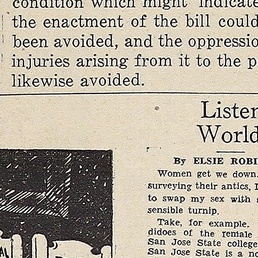 condition which might indicate
the enactment of the bill could
been avoided, and the oppressio
injuries arising from it to the p
likewise avoided.
Listen
World
By ELSIE ROBI
Women get we down.
surveying their antics, I
to swap my sex with
sensible turnip.
Take, for example,
didoes of the female
San Jose State college
San Jose State is a no
AL